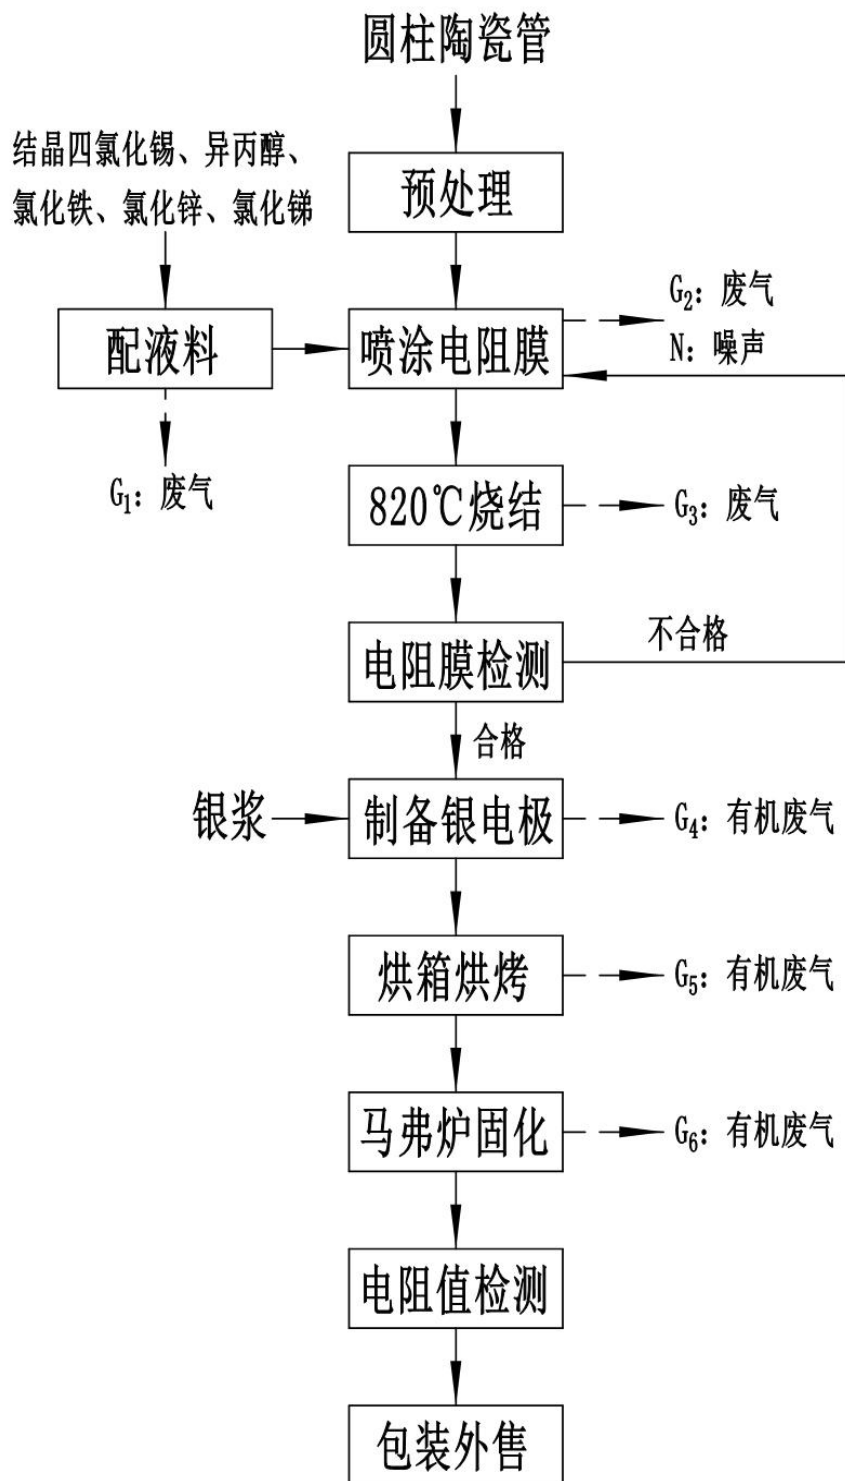 圆柱陶瓷管
结晶四氯化锡、异丙醇、
氯化铁、氯化锌、氯化锑
预处理
配液料
喷涂电阻膜
G₂: 废气
N: 噪声
G₁: 废气
820℃烧结
G₃: 废气
电阻膜检测
不合格
合格
银浆
制备银电极
G₄: 有机废气
烘箱烘烤
G₅: 有机废气
马弗炉固化
G₆: 有机废气
电阻值检测
包装外售